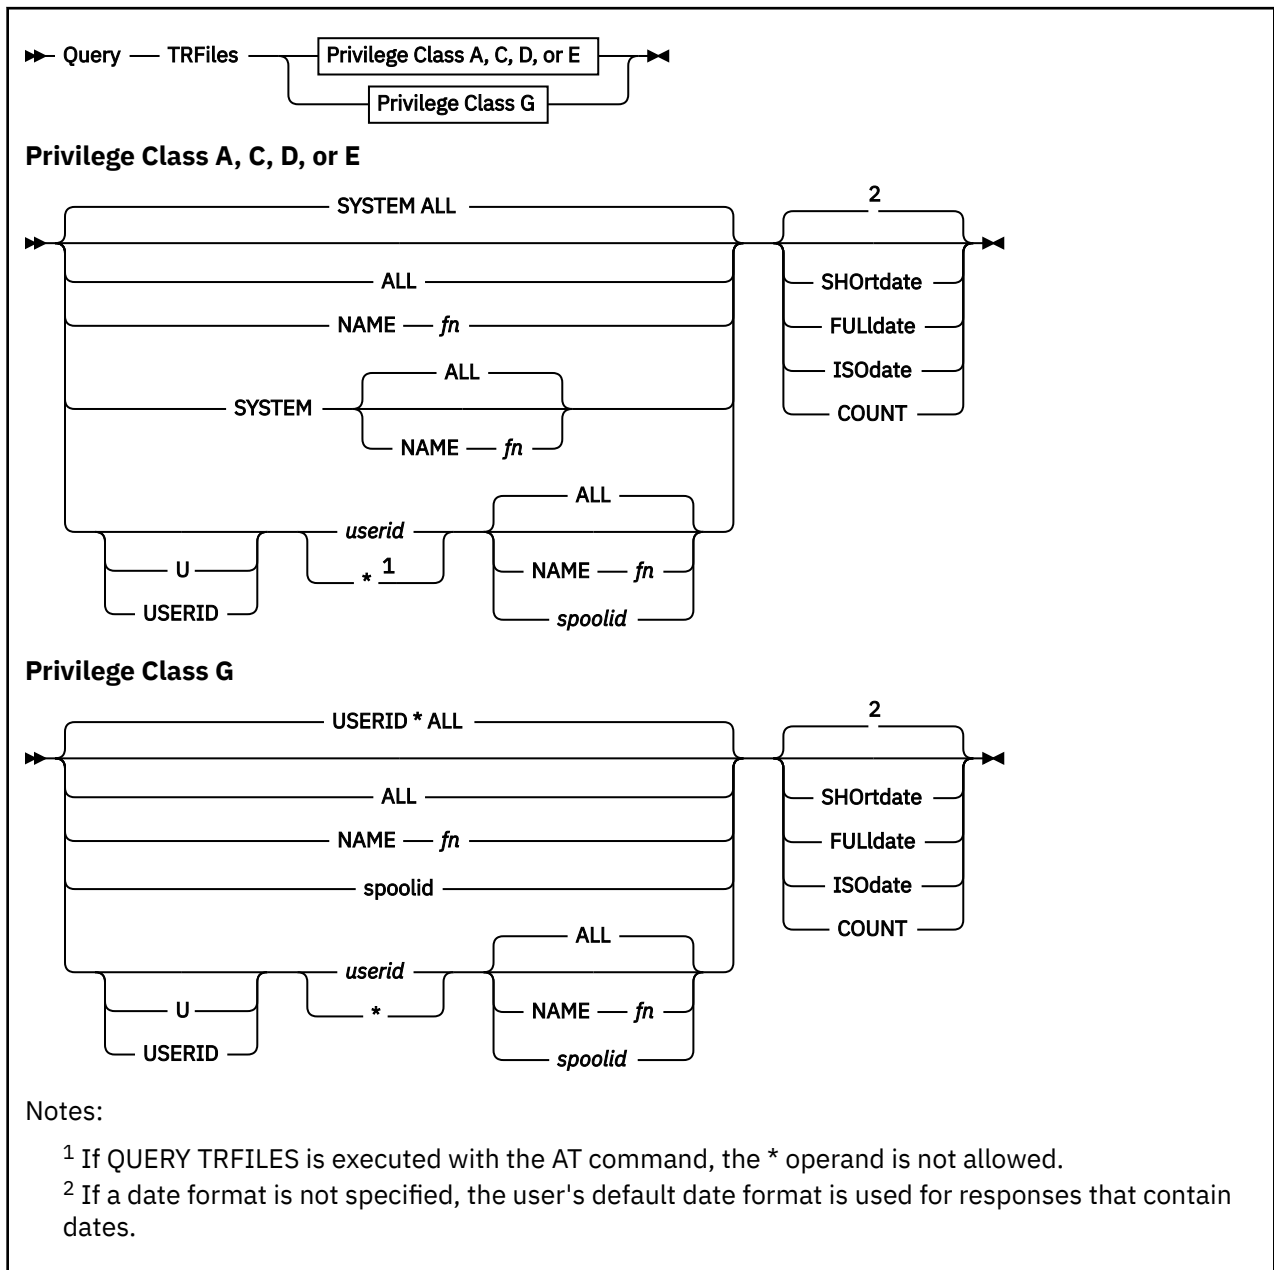 Query TRFiles Privilege Class A, C, D, or E
Privilege Class G
Privilege Class A, C, D, or E
SYSTEM ALL
2
ALL
SHOrtdate
NAME fn
FULldate
ALL
ISOdate
SYSTEM
COUNT
NAME fn
ALL
userid
U
* 1
NAME fn
USERID
spoolid
Privilege Class G
USERID * ALL
2
ALL
SHOrtdate
NAME fn
FULldate
spoolid
ISOdate
COUNT
ALL
userid
U
*
NAME fn
USERID
spoolid
Notes:
1 If QUERY TRFILES is executed with the AT command, the * operand is not allowed.
2 If a date format is not specified, the user's default date format is used for responses that contain
dates.